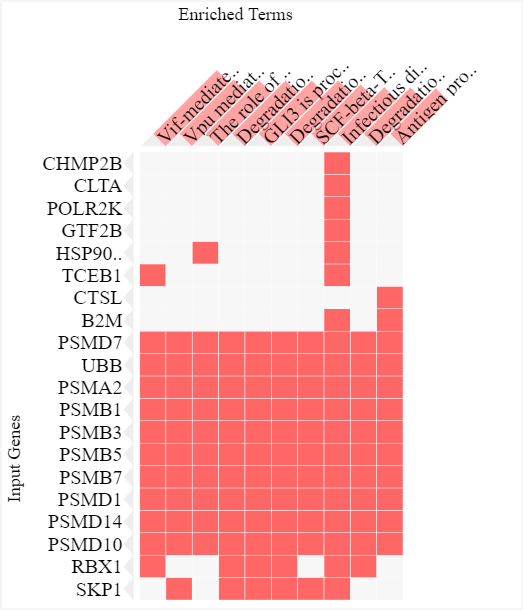 Enriched Terms
Vif-mediate..
Vpu mediat..
The role of ..
Degradatio..
GLI3 is proc..
Degradatio..
SCF-beta-T..
Infectious di..
Degradatio..
Antigen pro..
CHMP2B
CLTA
POLR2K
GTF2B
HSP90..
TCEB1
CTSL
B2M
PSMD7
UBB
PSMA2
PSMB1
PSMB3
PSMB5
PSMB7
PSMD1
PSMD14
PSMD10
RBX1
SKP1
Input Genes